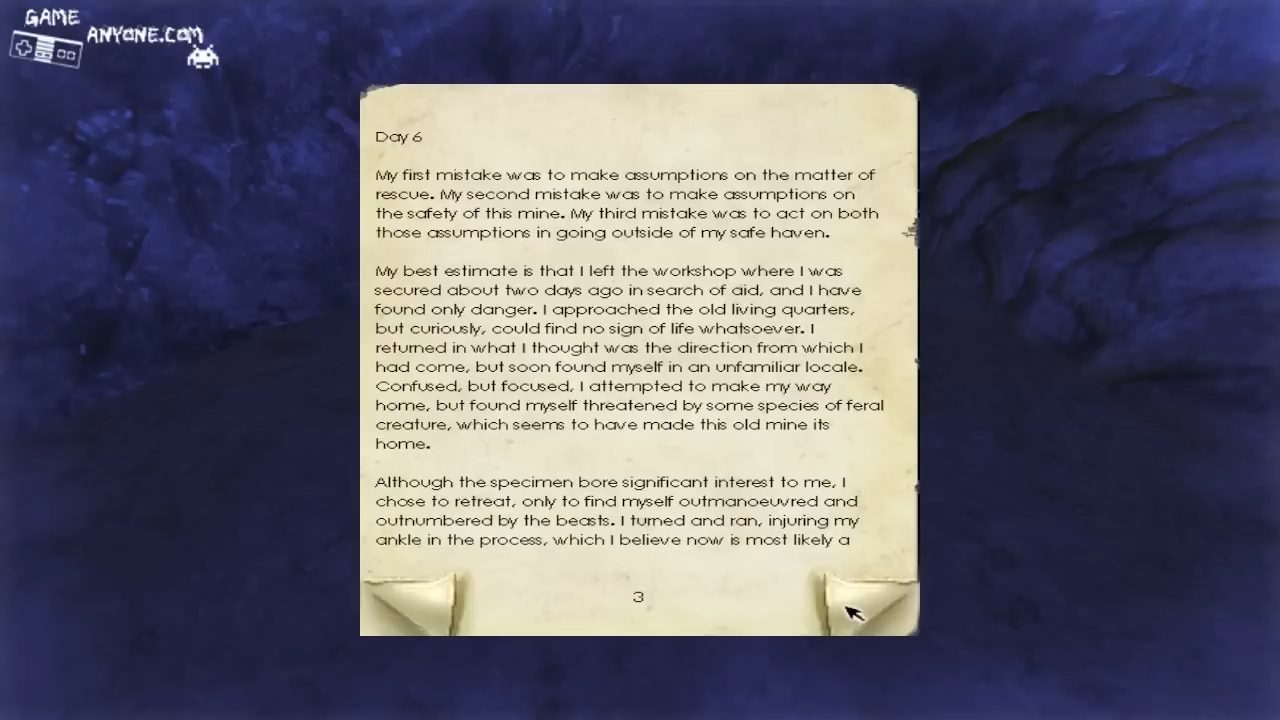 GAME
ANYONE.COM
Day 6
My first mistake was to make assumptions on the matter of
rescue. My second mistake was to make assumptions on
the safety of this mine. My third mistake was to act on both
those assumptions in going outside of my safe haven.
My best estimate is that I left the workshop where I was
secured about two days ago in search of aid, and I have
found only danger. I approached the old living quarters,
but curiously, could find no sign of life whatsoever. I
returned in what I thought was the direction from which I
had come, but soon found myself in an unfamiliar locale.
Confused, but focused, I attempted to make my way
home, but found myself threatened by some species of feral
creature, which seems to have made this old mine its
home.
Although the specimen bore significant interest to me, I
chose to retreat, only to find myself outmanoeuvred and
outnumbered by the beasts. I turned and ran, injuring my
ankle in the process, which I believe now is most likely a
3